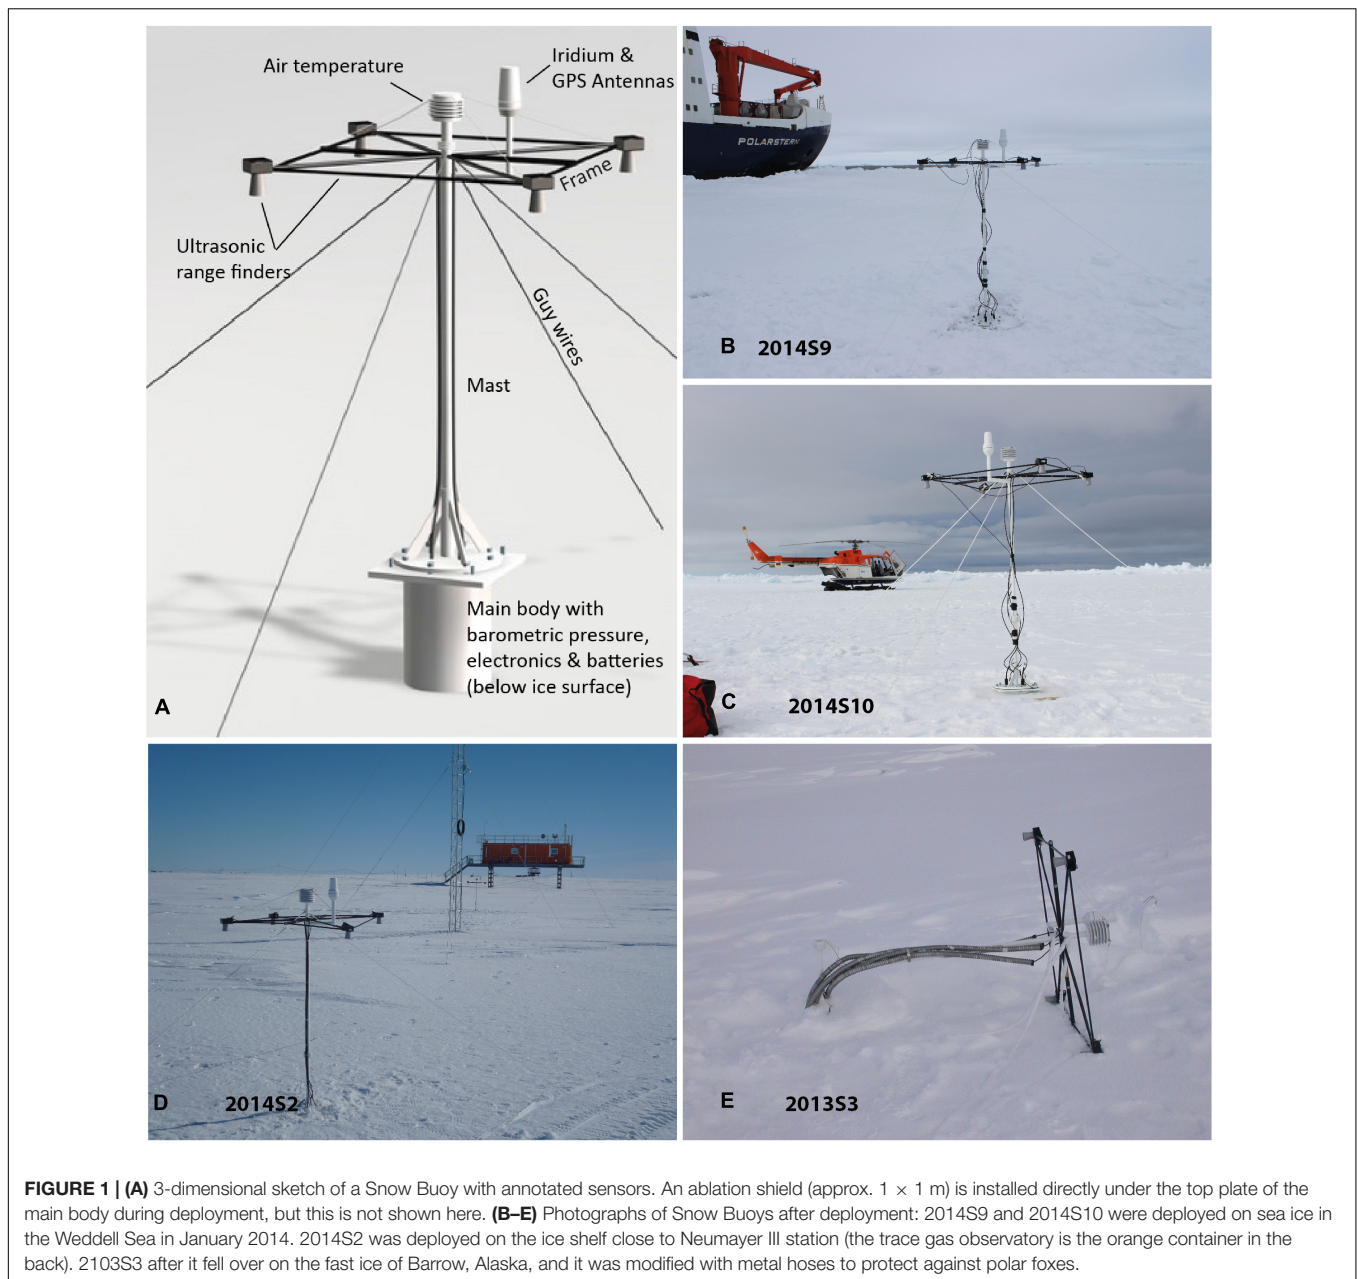 Air temperature
Iridium &
GPS Antennas
Frame
Ultrasonic
range finders
Guy wires
Mast
Main body with
barometric pressure,
electronics & batteries
(below ice surface)
A
POLARSTERN
B 2014S9
C 2014S10
D 2014S2
E 2013S3
FIGURE 1 | (A) 3-dimensional sketch of a Snow Buoy with annotated sensors. An ablation shield (approx. 1 × 1 m) is installed directly under the top plate of the
main body during deployment, but this is not shown here. (B–E) Photographs of Snow Buoys after deployment: 2014S9 and 2014S10 were deployed on sea ice in
the Weddell Sea in January 2014. 2014S2 was deployed on the ice shelf close to Neumayer III station (the trace gas observatory is the orange container in the
back). 2103S3 after it fell over on the fast ice of Barrow, Alaska, and it was modified with metal hoses to protect against polar foxes.